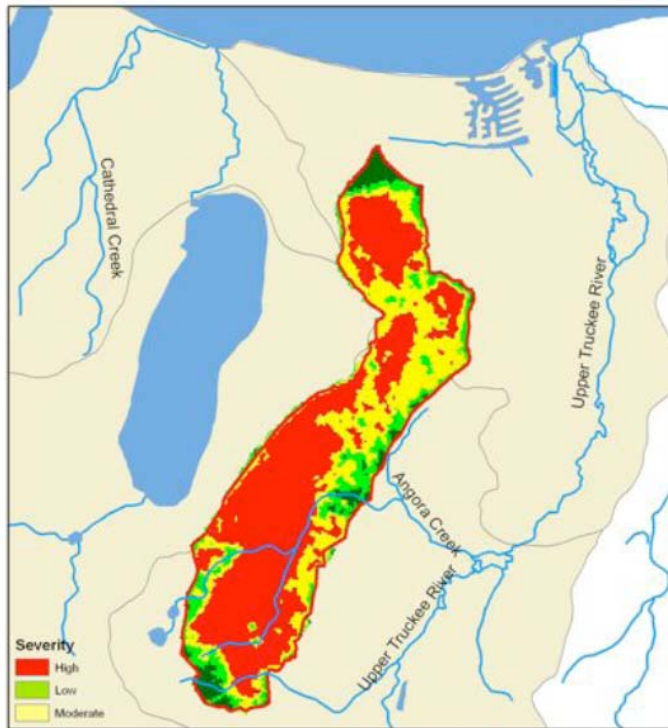 Cathedral Creek
Upper Truckee River
Angora Creek
Upper Truckee River
Severity
High
Low
Moderate